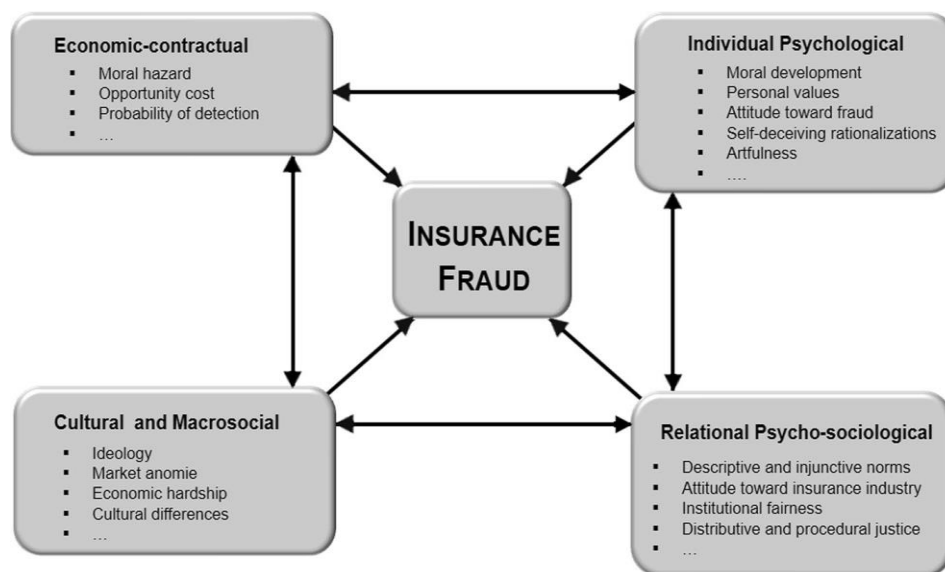 Economic-contractual
▪ Moral hazard
▪ Opportunity cost
▪ Probability of detection
▪ ...
Individual Psychological
▪ Moral development
▪ Personal values
▪ Attitude toward fraud
▪ Self-deceiving rationalizations
▪ Artfulness
▪ ....
INSURANCE
FRAUD
Cultural and Macrosocial
▪ Ideology
▪ Market anomie
▪ Economic hardship
▪ Cultural differences
▪ ...
Relational Psycho-sociological
▪ Descriptive and injunctive norms
▪ Attitude toward insurance industry
▪ Institutional fairness
▪ Distributive and procedural justice
▪ ...